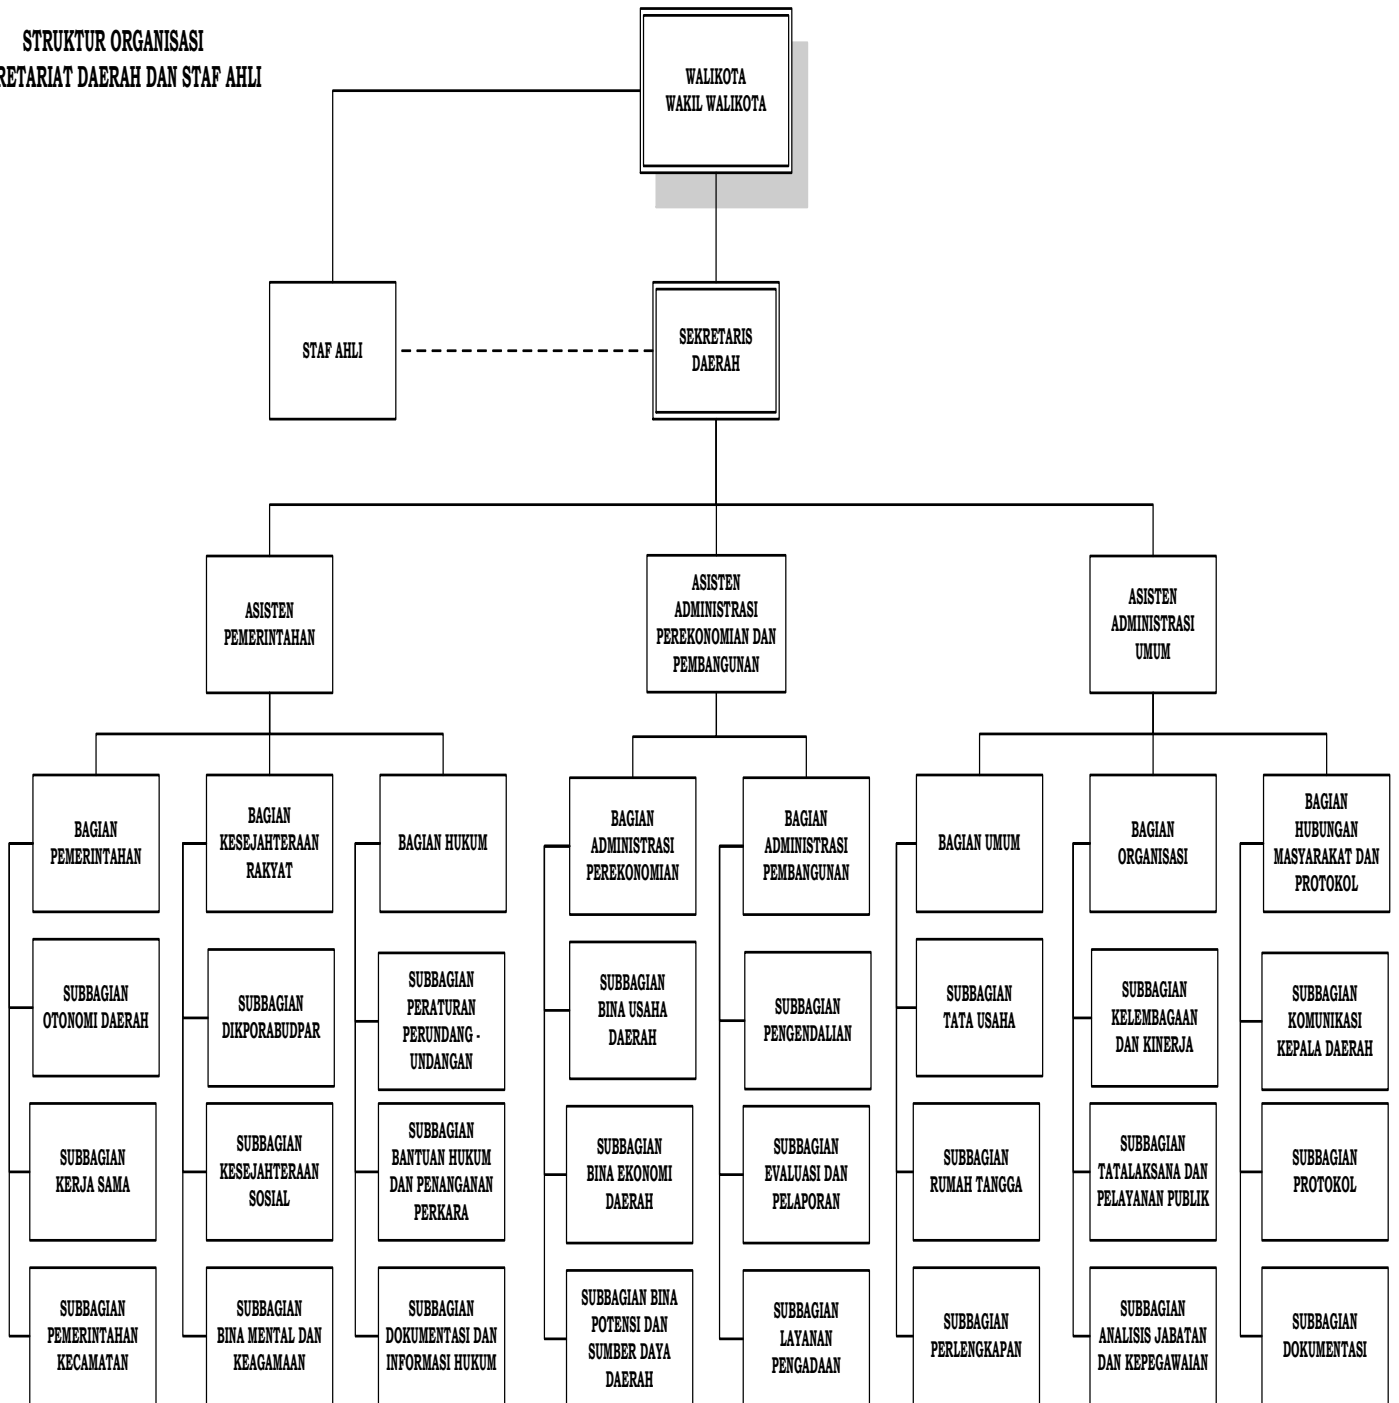 STRUKTUR ORGANISASI
RETARIAT DAERAH DAN STAF AHLI
WALIKOTA
WAKIL WALIKOTA
STAF AHLI
SEKRETARIS
DAERAH
ASISTEN
PEMERINTAHAN
ASISTEN
ADMINISTRASI
PEREKONOMIAN DAN
PEMBANGUNAN
ASISTEN
ADMINISTRASI
UMUM
BAGIAN
PEMERINTAHAN
BAGIAN
KESEJAHTERAAN
RAKYAT
BAGIAN HUKUM
BAGIAN
ADMINISTRASI
PEREKONOMIAN
BAGIAN
ADMINISTRASI
PEMBANGUNAN
BAGIAN UMUM
BAGIAN
ORGANISASI
BAGIAN
HUBUNGAN
MASYARAKAT DAN
PROTOKOL
SUBBAGIAN
OTONOMI DAERAH
SUBBAGIAN
DIKPORABUDPAR
SUBBAGIAN
PERATURAN
PERUNDANG -
UNDANGAN
SUBBAGIAN
BINA USAHA
DAERAH
SUBBAGIAN
PENGENDALIAN
SUBBAGIAN
TATA USAHA
SUBBAGIAN
KELEMBAGAAN
DAN KINERJA
SUBBAGIAN
KOMUNIKASI
KEPALA DAERAH
SUBBAGIAN
KERJA SAMA
SUBBAGIAN
KESEJAHTERAAN
SOSIAL
SUBBAGIAN
BANTUAN HUKUM
DAN PENANGANAN
PERKARA
SUBBAGIAN
BINA EKONOMI
DAERAH
SUBBAGIAN
EVALUASI DAN
PELAPORAN
SUBBAGIAN
RUMAH TANGGA
SUBBAGIAN
TATALAKSANA DAN
PELAYANAN PUBLIK
SUBBAGIAN
PROTOKOL
SUBBAGIAN
PEMERINTAHAN
KECAMATAN
SUBBAGIAN
BINA MENTAL DAN
KEAGAMAAN
SUBBAGIAN
DOKUMENTASI DAN
INFORMASI HUKUM
SUBBAGIAN BINA
POTENSI DAN
SUMBER DAYA
DAERAH
SUBBAGIAN
LAYANAN
PENGADAAN
SUBBAGIAN
PERLENGKAPAN
SUBBAGIAN
ANALISIS JABATAN
DAN KEPEGAWAIAN
SUBBAGIAN
DOKUMENTASI